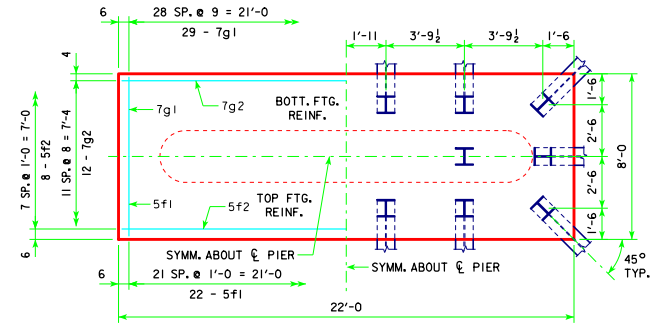 6
28 SP. @ 9 = 21'-0
29 - 7g1
1'-11
3'-9½
3'-9½
1'-6
4
7g1
7g2
BOTT. FTG.
REINF.
1'-6
2'-6
8'-0
2'-6
1'-6
7 SP. @ 1'-0 = 7'-0
8 - 5f2
11 SP. @ 8 = 7'-4
12 - 7g2
5f1
5f2
TOP FTG.
REINF.
6
SYMM. ABOUT ℄ PIER
SYMM. ABOUT ℄ PIER
45°
TYP.
6
21 SP. @ 1'-0 = 21'-0
22 - 5f1
22'-0